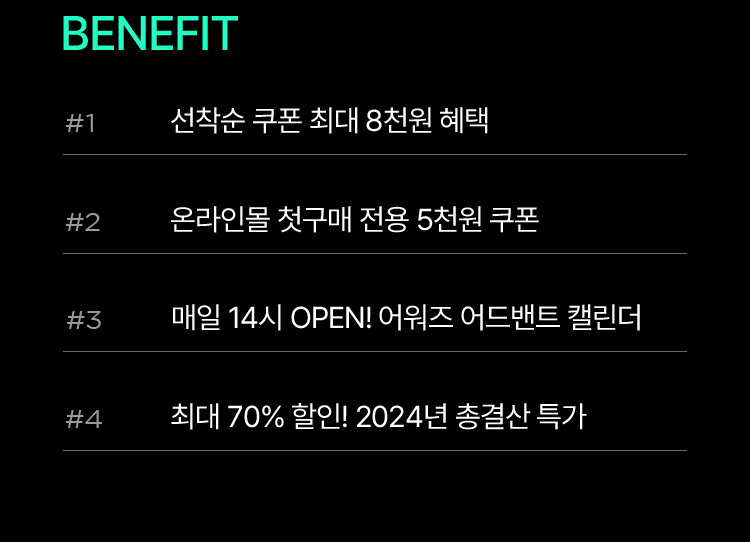 BENEFIT
#1 선착순 쿠폰 최대 8천원 혜택
#2 온라인몰 첫구매 전용 5천원 쿠폰
#3 매일 14시 OPEN! 어워즈 어드밴트 캘린더
#4 최대 70% 할인! 2024년 총결산 특가